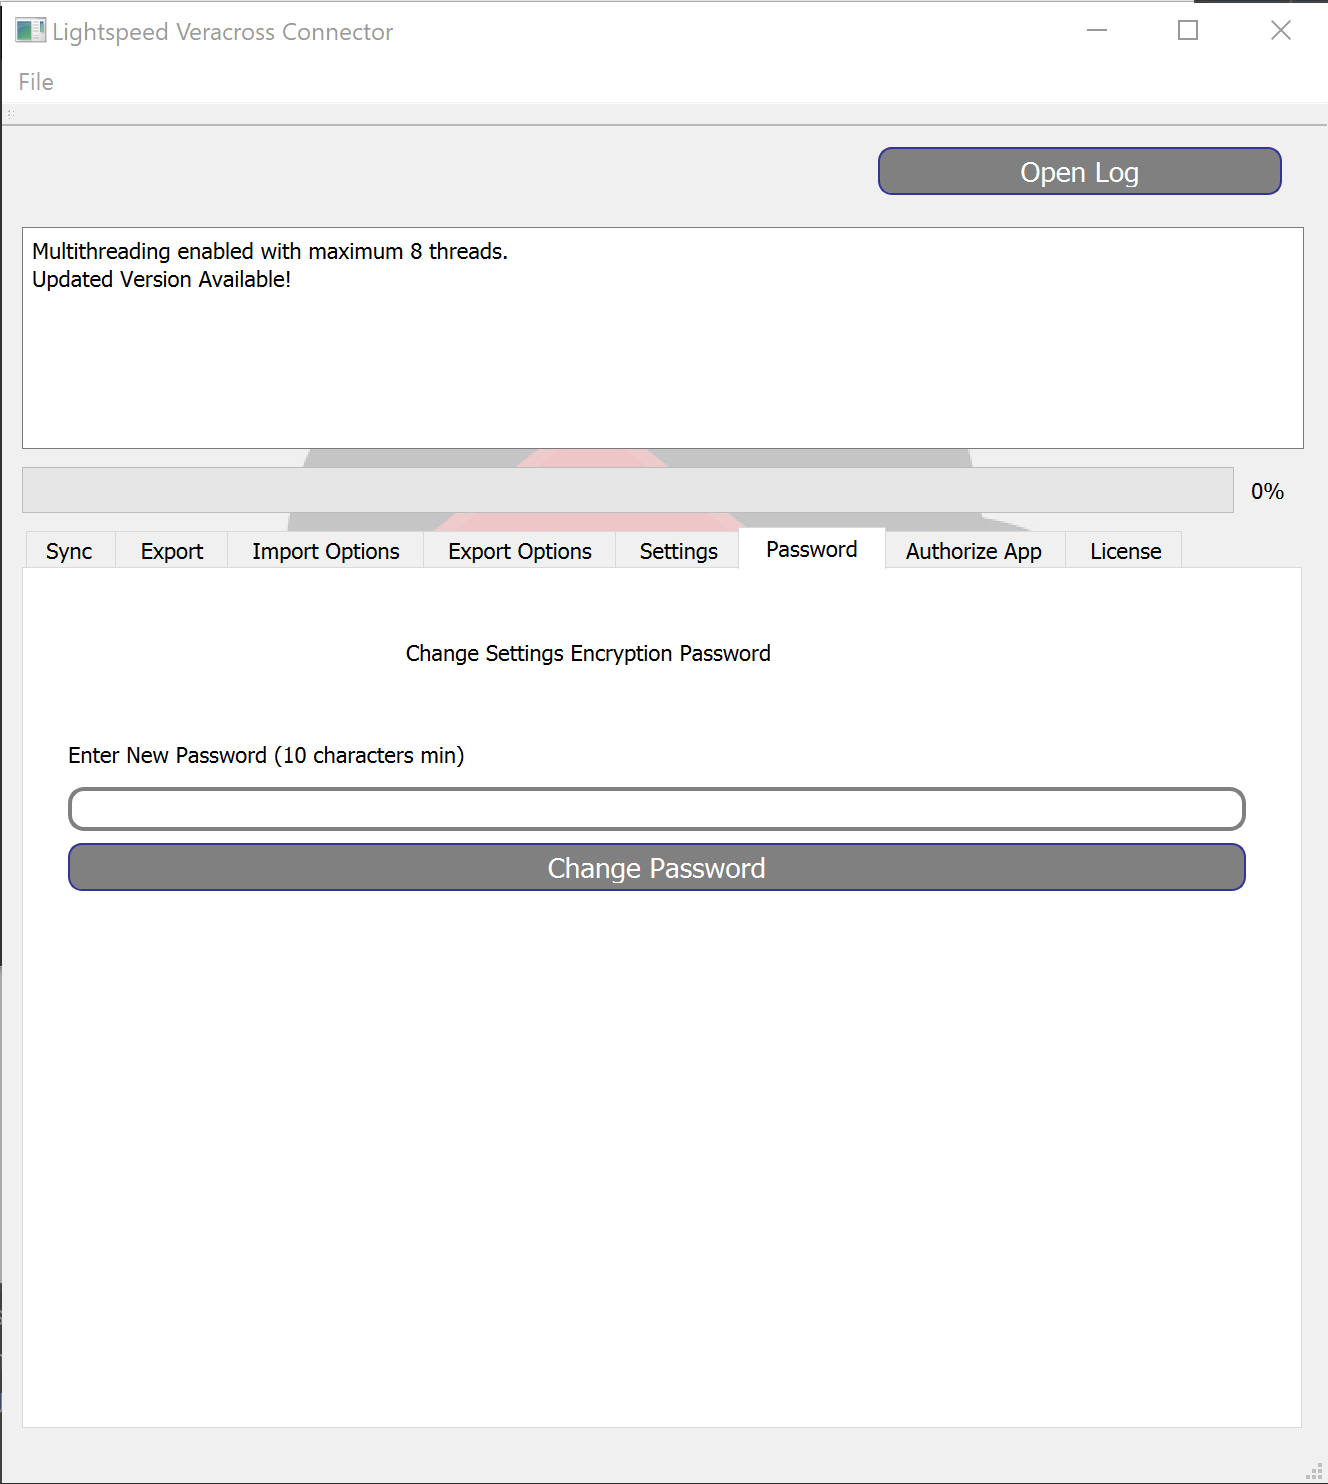 Lightspeed Veracross Connector
File
Open Log
Multithreading enabled with maximum 8 threads.
Updated Version Available!
0%
Sync Export Import Options Export Options Settings Password Authorize App License
Change Settings Encryption Password
Enter New Password (10 characters min)
Change Password